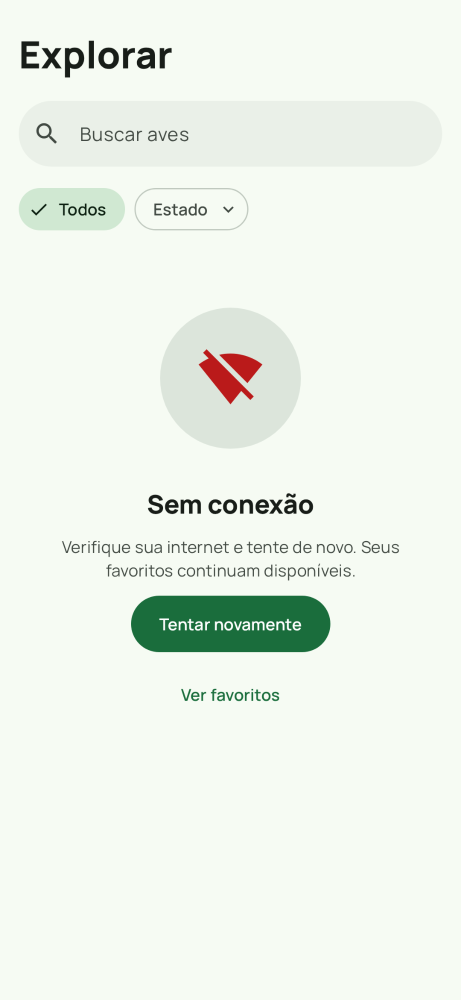 Explorar
Buscar aves
Todos
Estado
Sem conexão
Verifique sua internet e tente de novo. Seus
favoritos continuam disponíveis.
Tentar novamente
Ver favoritos